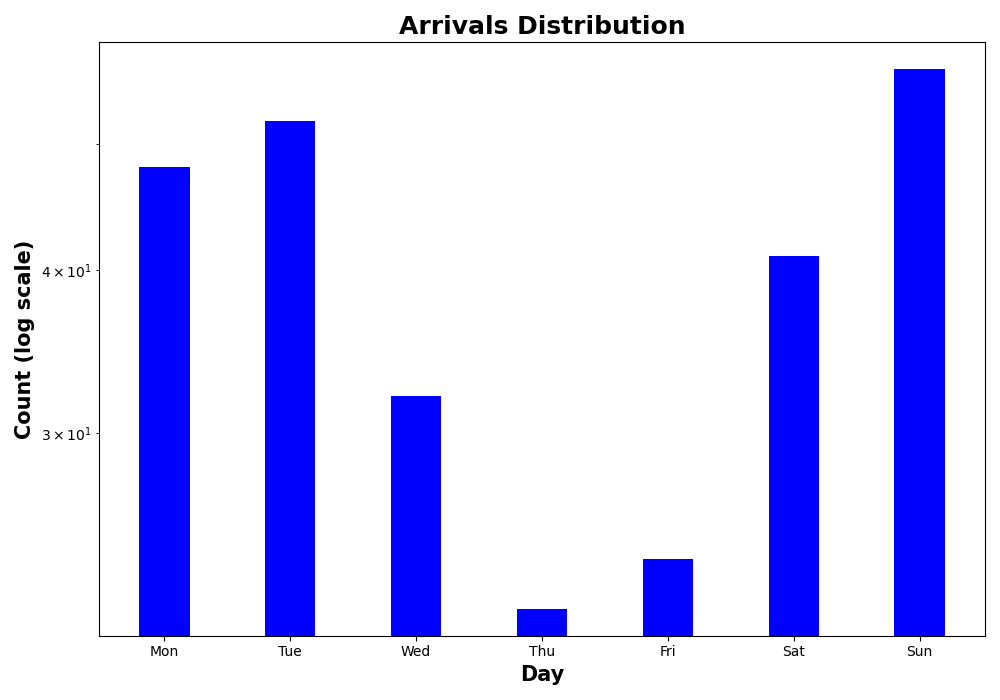 Arrivals Distribution
Count (log scale)
4 × 10¹
3 × 10¹
Mon Tue Wed Thu Fri Sat Sun
Day